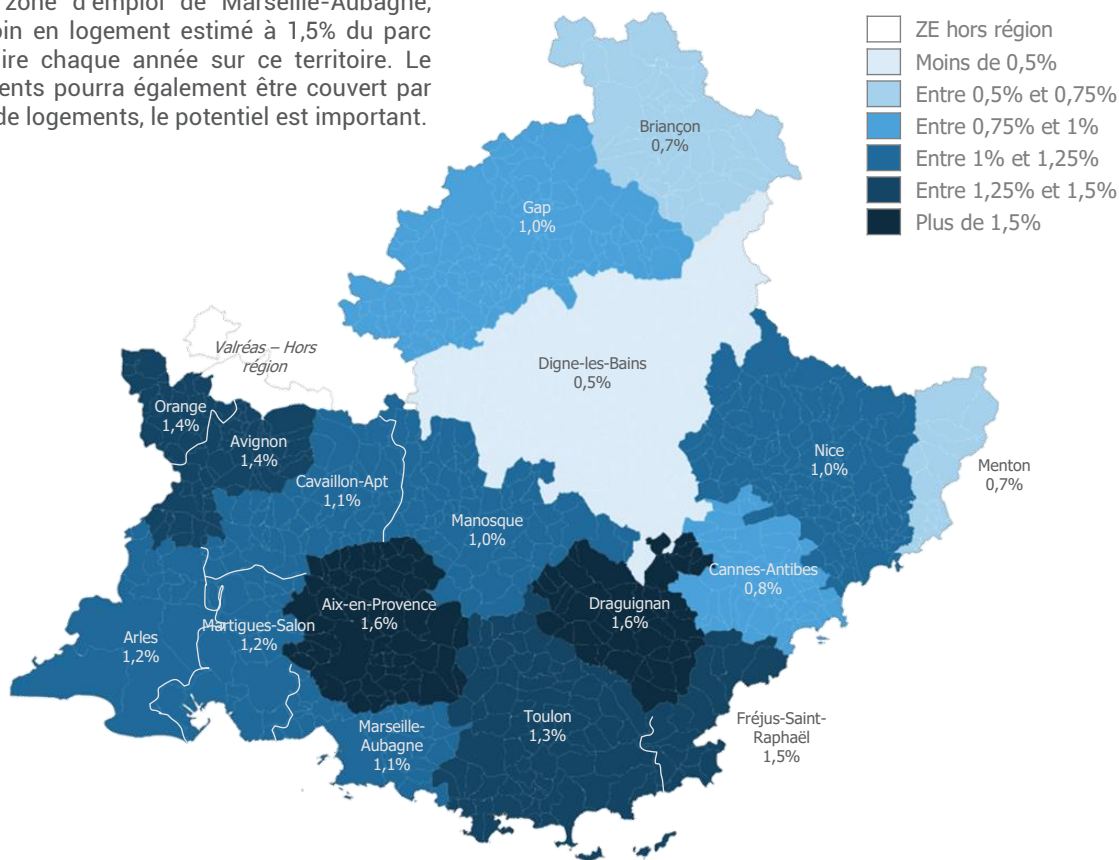 zone d'emploi de Marseille-Aubagne,
oin en logement estimé à 1,5% du parc
ire chaque année sur ce territoire. Le
ents pourra également être couvert par
de logements, le potentiel est important.
ZE hors région
Moins de 0,5%
Entre 0,5% et 0,75%
Entre 0,75% et 1%
Entre 1% et 1,25%
Entre 1,25% et 1,5%
Plus de 1,5%
Briançon
0,7%
Gap
1,0%
Valréas – Hors
région
Digne-les-Bains
0,5%
Orange
1,4%
Avignon
1,4%
Cavaillon-Apt
1,1%
Nice
1,0%
Menton
0,7%
Manosque
1,0%
Cannes-Antibes
0,8%
Aix-en-Provence
1,6%
Draguignan
1,6%
Arles
1,2%
Martigues-Salon
1,2%
Marseille-
Aubagne
1,1%
Toulon
1,3%
Fréjus-Saint-
Raphaël
1,5%